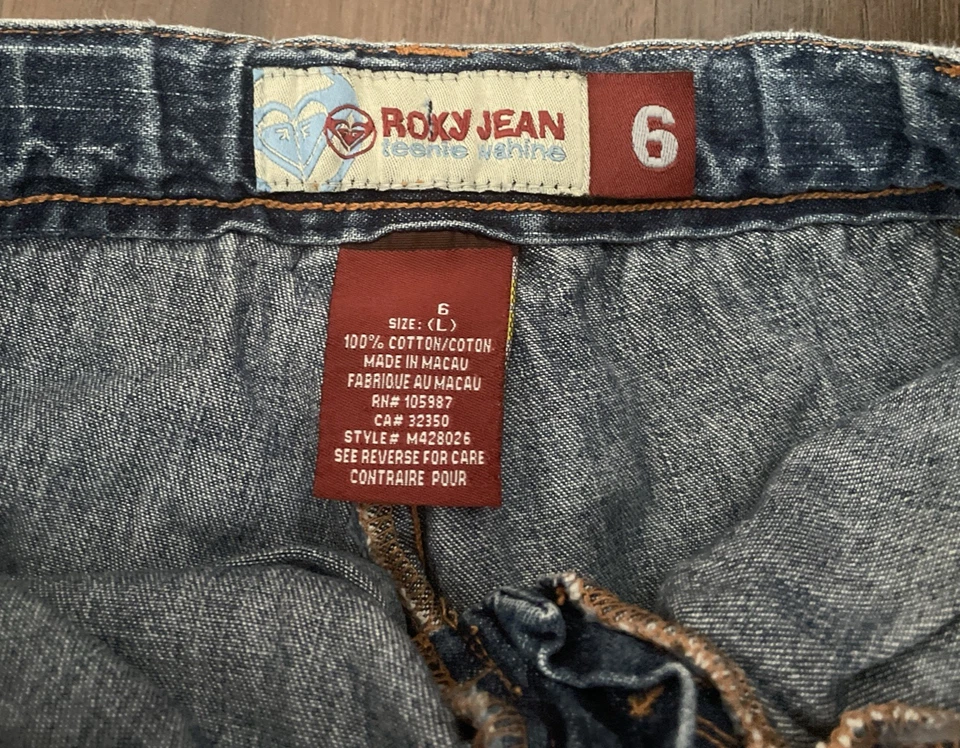 ROXY JEAN
teenie wahine
6
6
SIZE: (L)
100% COTTON/COTON
MADE IN MACAU
FABRIQUE AU MACAU
RN# 105987
CA# 32350
STYLE# M428026
SEE REVERSE FOR CARE
CONTRAIRE POUR